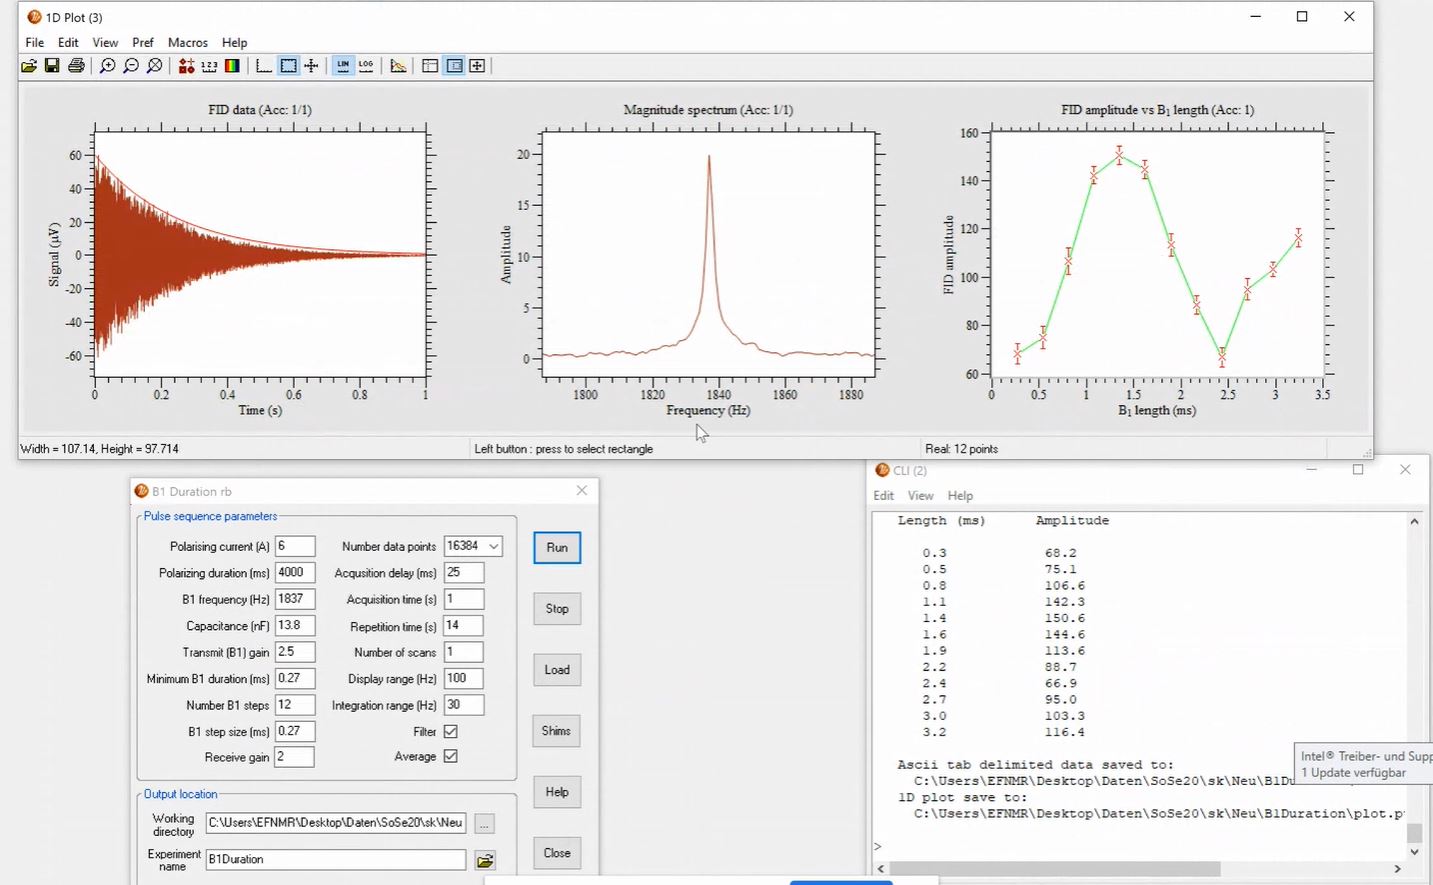 1D Plot (3)
File Edit View Pref Macros Help
1 2 3 LIN LOG
FID data (Acc: 1/1)
60
40
20
0
-20
-40
-60
Signal (µV)
0 0.2 0.4 0.6 0.8 1
Time (s)
Magnitude spectrum (Acc: 1/1)
20
15
10
5
0
Amplitude
1800 1820 1840 1860 1880
Frequency (Hz)
FID amplitude vs B₁ length (Acc: 1)
160
140
120
100
80
60
FID amplitude
0 0.5 1 1.5 2 2.5 3 3.5
B₁ length (ms)
Width = 107.14, Height = 97.714
Left button : press to select rectangle
Real: 12 points
B1 Duration rb
Pulse sequence parameters
Polarising current (A) 6 Number data points 16384
Polarizing duration (ms) 4000 Acqusition delay (ms) 25
B1 frequency (Hz) 1837 Acquisition time (s) 1
Capacitance (nF) 13.8 Repetition time (s) 14
Transmit (B1) gain 2.5 Number of scans 1
Minimum B1 duration (ms) 0.27 Display range (Hz) 100
Number B1 steps 12 Integration range (Hz) 30
B1 step size (ms) 0.27 Filter
Receive gain 2 Average
Run
Stop
Load
Shims
Help
Close
Output location
Working directory C:\Users\EFNMR\Desktop\Daten\SoSe20\sk\Neu ...
Experiment name B1Duration
CLI (2)
Edit View Help
Length (ms) Amplitude
0.3 68.2
0.5 75.1
0.8 106.6
1.1 142.3
1.4 150.6
1.6 144.6
1.9 113.6
2.2 88.7
2.4 66.9
2.7 95.0
3.0 103.3
3.2 116.4
Ascii tab delimited data saved to:
C:\Users\EFNMR\Desktop\Daten\SoSe20\sk\Neu\B1Du
1D plot save to:
C:\Users\EFNMR\Desktop\Daten\SoSe20\sk\Neu\B1Duration\plot.p
>
Intel® Treiber- und Supp
1 Update verfügbar